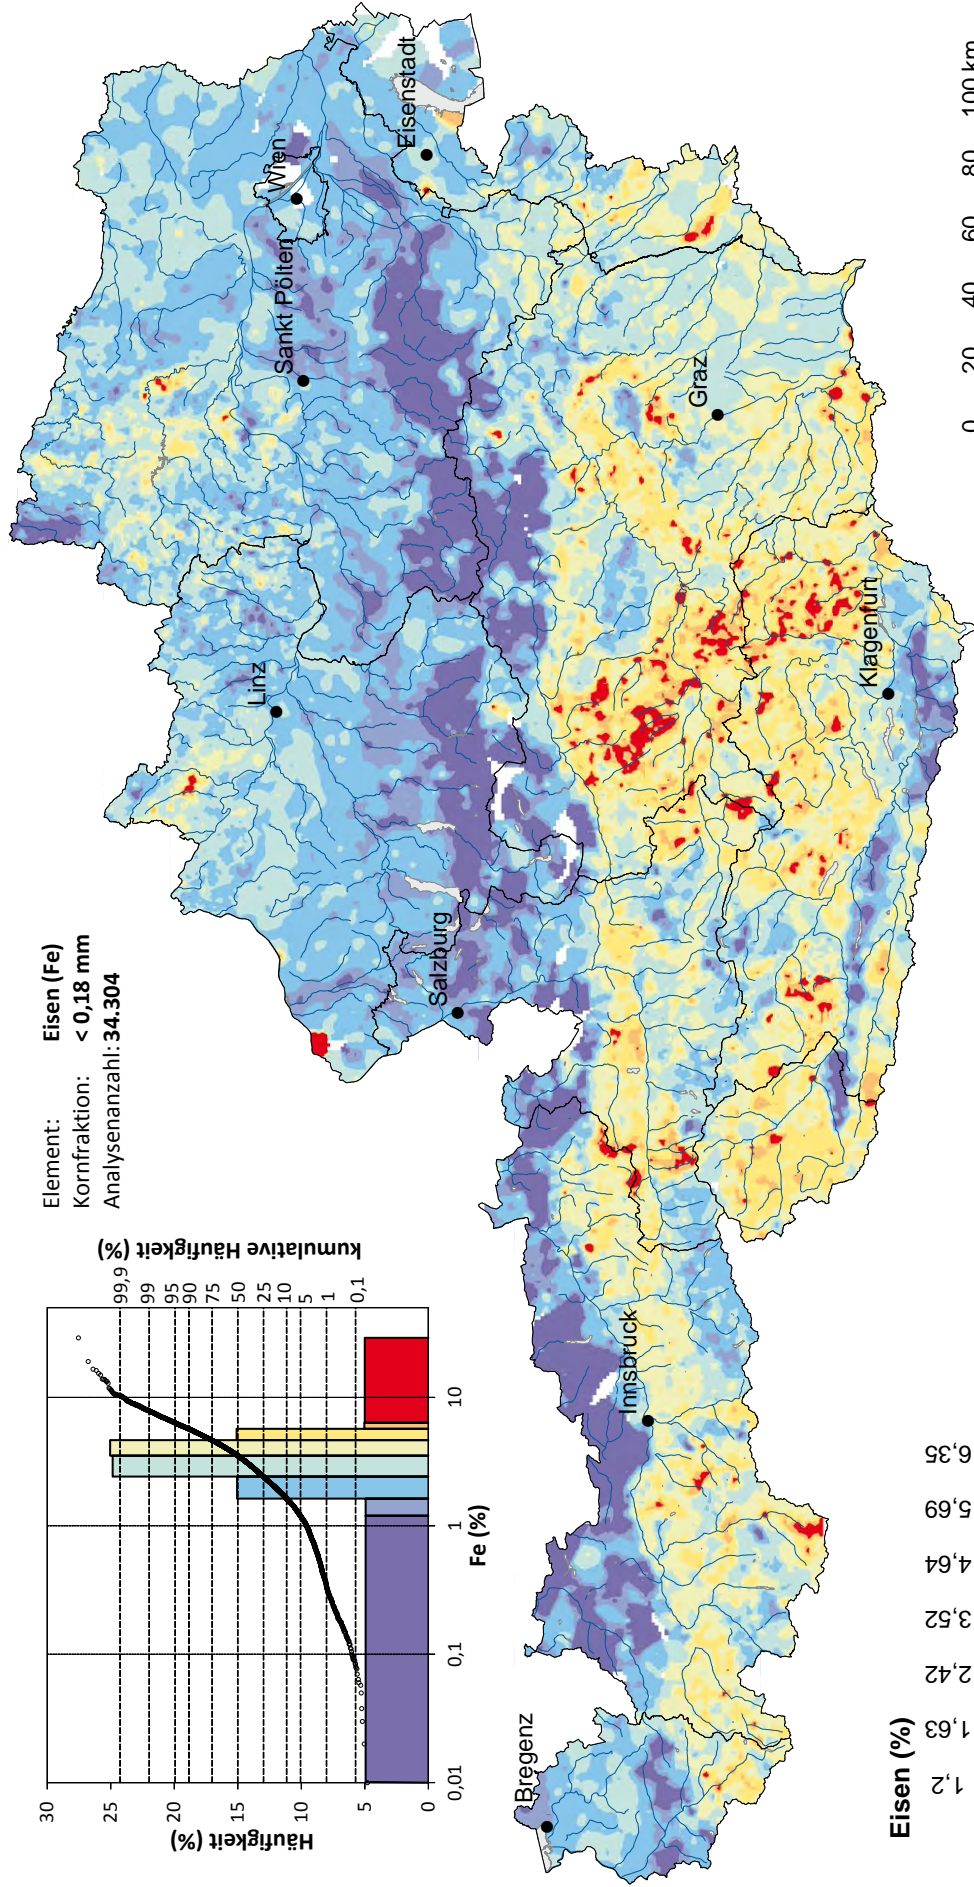 Element: Eisen (Fe)
Kornfraktion: < 0,18 mm
Analysenanzahl: 34.304
kumulative Häufigkeit (%)
99,9
99
95
90
75
50
25
10
5
1
0,1
Häufigkeit (%)
30
25
20
15
10
5
0
0,01
0,1
1
10
Fe (%)
Bregenz
Innsbruck
Salzburg
Linz
Sankt Pölten
Wien
Eisenstadt
Graz
Klagenfurt
Eisen (%)
1,2
1,63
2,42
3,52
4,64
5,69
6,35
0
20
40
60
80
100 km